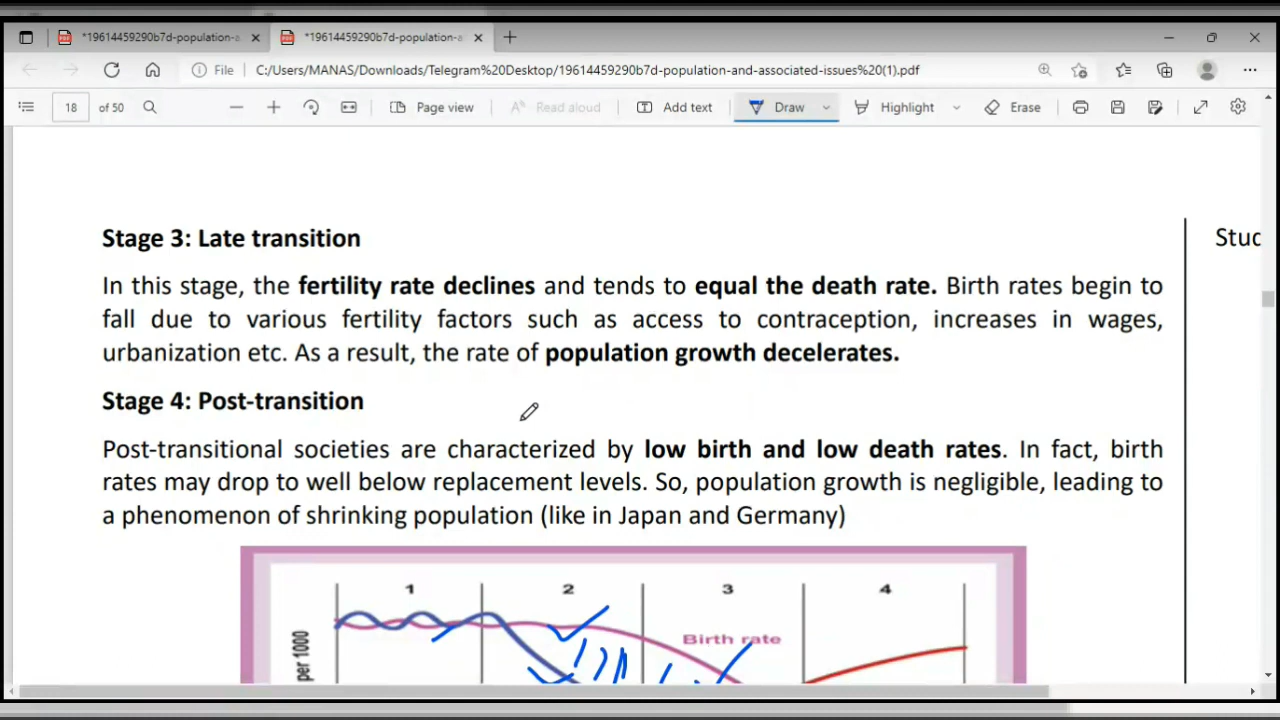 *19614459290b7d-population-a
*19614459290b7d-population-a
File
C:/Users/MANAS/Downloads/Telegram%20Desktop/19614459290b7d-population-and-associated-issues%20(1).pdf
18 of 50
Page view
Read aloud
Add text
Draw
Highlight
Erase
Stage 3: Late transition
Stud
In this stage, the fertility rate declines and tends to equal the death rate. Birth rates begin to
fall due to various fertility factors such as access to contraception, increases in wages,
urbanization etc. As a result, the rate of population growth decelerates.
Stage 4: Post-transition
Post-transitional societies are characterized by low birth and low death rates. In fact, birth
rates may drop to well below replacement levels. So, population growth is negligible, leading to
a phenomenon of shrinking population (like in Japan and Germany)
1 2 3 4
Birth rate
per 1000